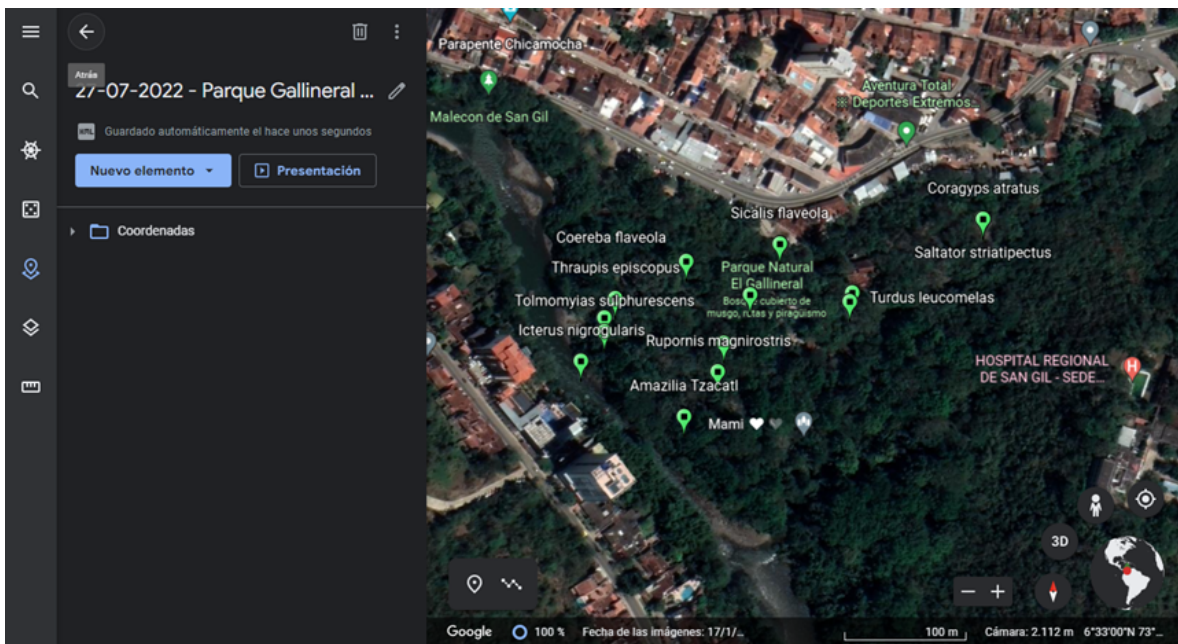 Atrás
27-07-2022 - Parque Gallineral ...
KML Guardado automáticamente el hace unos segundos
Nuevo elemento
Presentación
Coordenadas
Parapente Chicamocha
Malecon de San Gil
Aventura Total
Deportes Extremos
Coragyps atratus
Sicalis flaveola
Coereba flaveola
Saltator striatipectus
Thraupis episcopus
Parque Natural
El Gallineral
Bosque cubierto de
musgo, rutas y piragüismo
Tolmomyias sulphurescens
Turdus leucomelas
Icterus nigrogularis
Rupornis magnirostris
HOSPITAL REGIONAL
DE SAN GIL - SEDE...
H
Amazilia Tzacatl
Mami
3D
Google
100 %
Fecha de las imágenes: 17/1/...
100 m
Cámara: 2.112 m
6°33'00"N 73°...